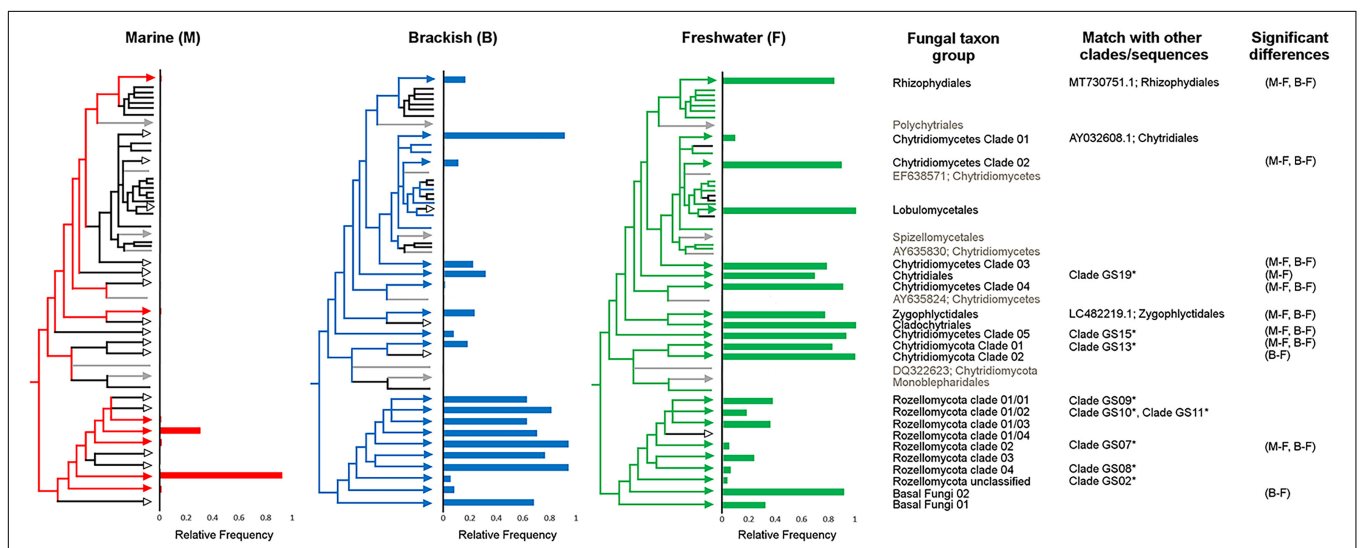 Marine (M)
Brackish (B)
Freshwater (F)
Fungal taxon group
Match with other clades/sequences
Significant differences
Rhizophydiales MT730751.1; Rhizophydiales (M-F, B-F)
Polychytriales
Chytridiomycetes Clade 01 AY032608.1; Chytridiales
Chytridiomycetes Clade 02 (M-F, B-F)
EF638571; Chytridiomycetes
Lobulomycetales
Spizellomycetales
AY635830; Chytridiomycetes
Chytridiomycetes Clade 03 (M-F, B-F)
Chytridiales Clade GS19* (M-F)
Chytridiomycetes Clade 04 (M-F, B-F)
AY635824; Chytridiomycetes
Zygophlyctidales LC482219.1; Zygophlyctidales (M-F, B-F)
Cladochytriales
Chytridiomycetes Clade 05 Clade GS15* (M-F, B-F)
Chytridiomycota Clade 01 Clade GS13* (M-F, B-F)
Chytridiomycota Clade 02 (B-F)
DQ322623; Chytridiomycota
Monoblepharidales
Rozellomycota clade 01/01 Clade GS09*
Rozellomycota clade 01/02 Clade GS10*, Clade GS11*
Rozellomycota clade 01/03
Rozellomycota clade 01/04
Rozellomycota clade 02 Clade GS07* (M-F, B-F)
Rozellomycota clade 03
Rozellomycota clade 04 Clade GS08*
Rozellomycota unclassified Clade GS02*
Basal Fungi 02 (B-F)
Basal Fungi 01
0 0.2 0.4 0.6 0.8 1
Relative Frequency
0 0.2 0.4 0.6 0.8 1
Relative Frequency
0 0.2 0.4 0.6 0.8 1
Relative Frequency